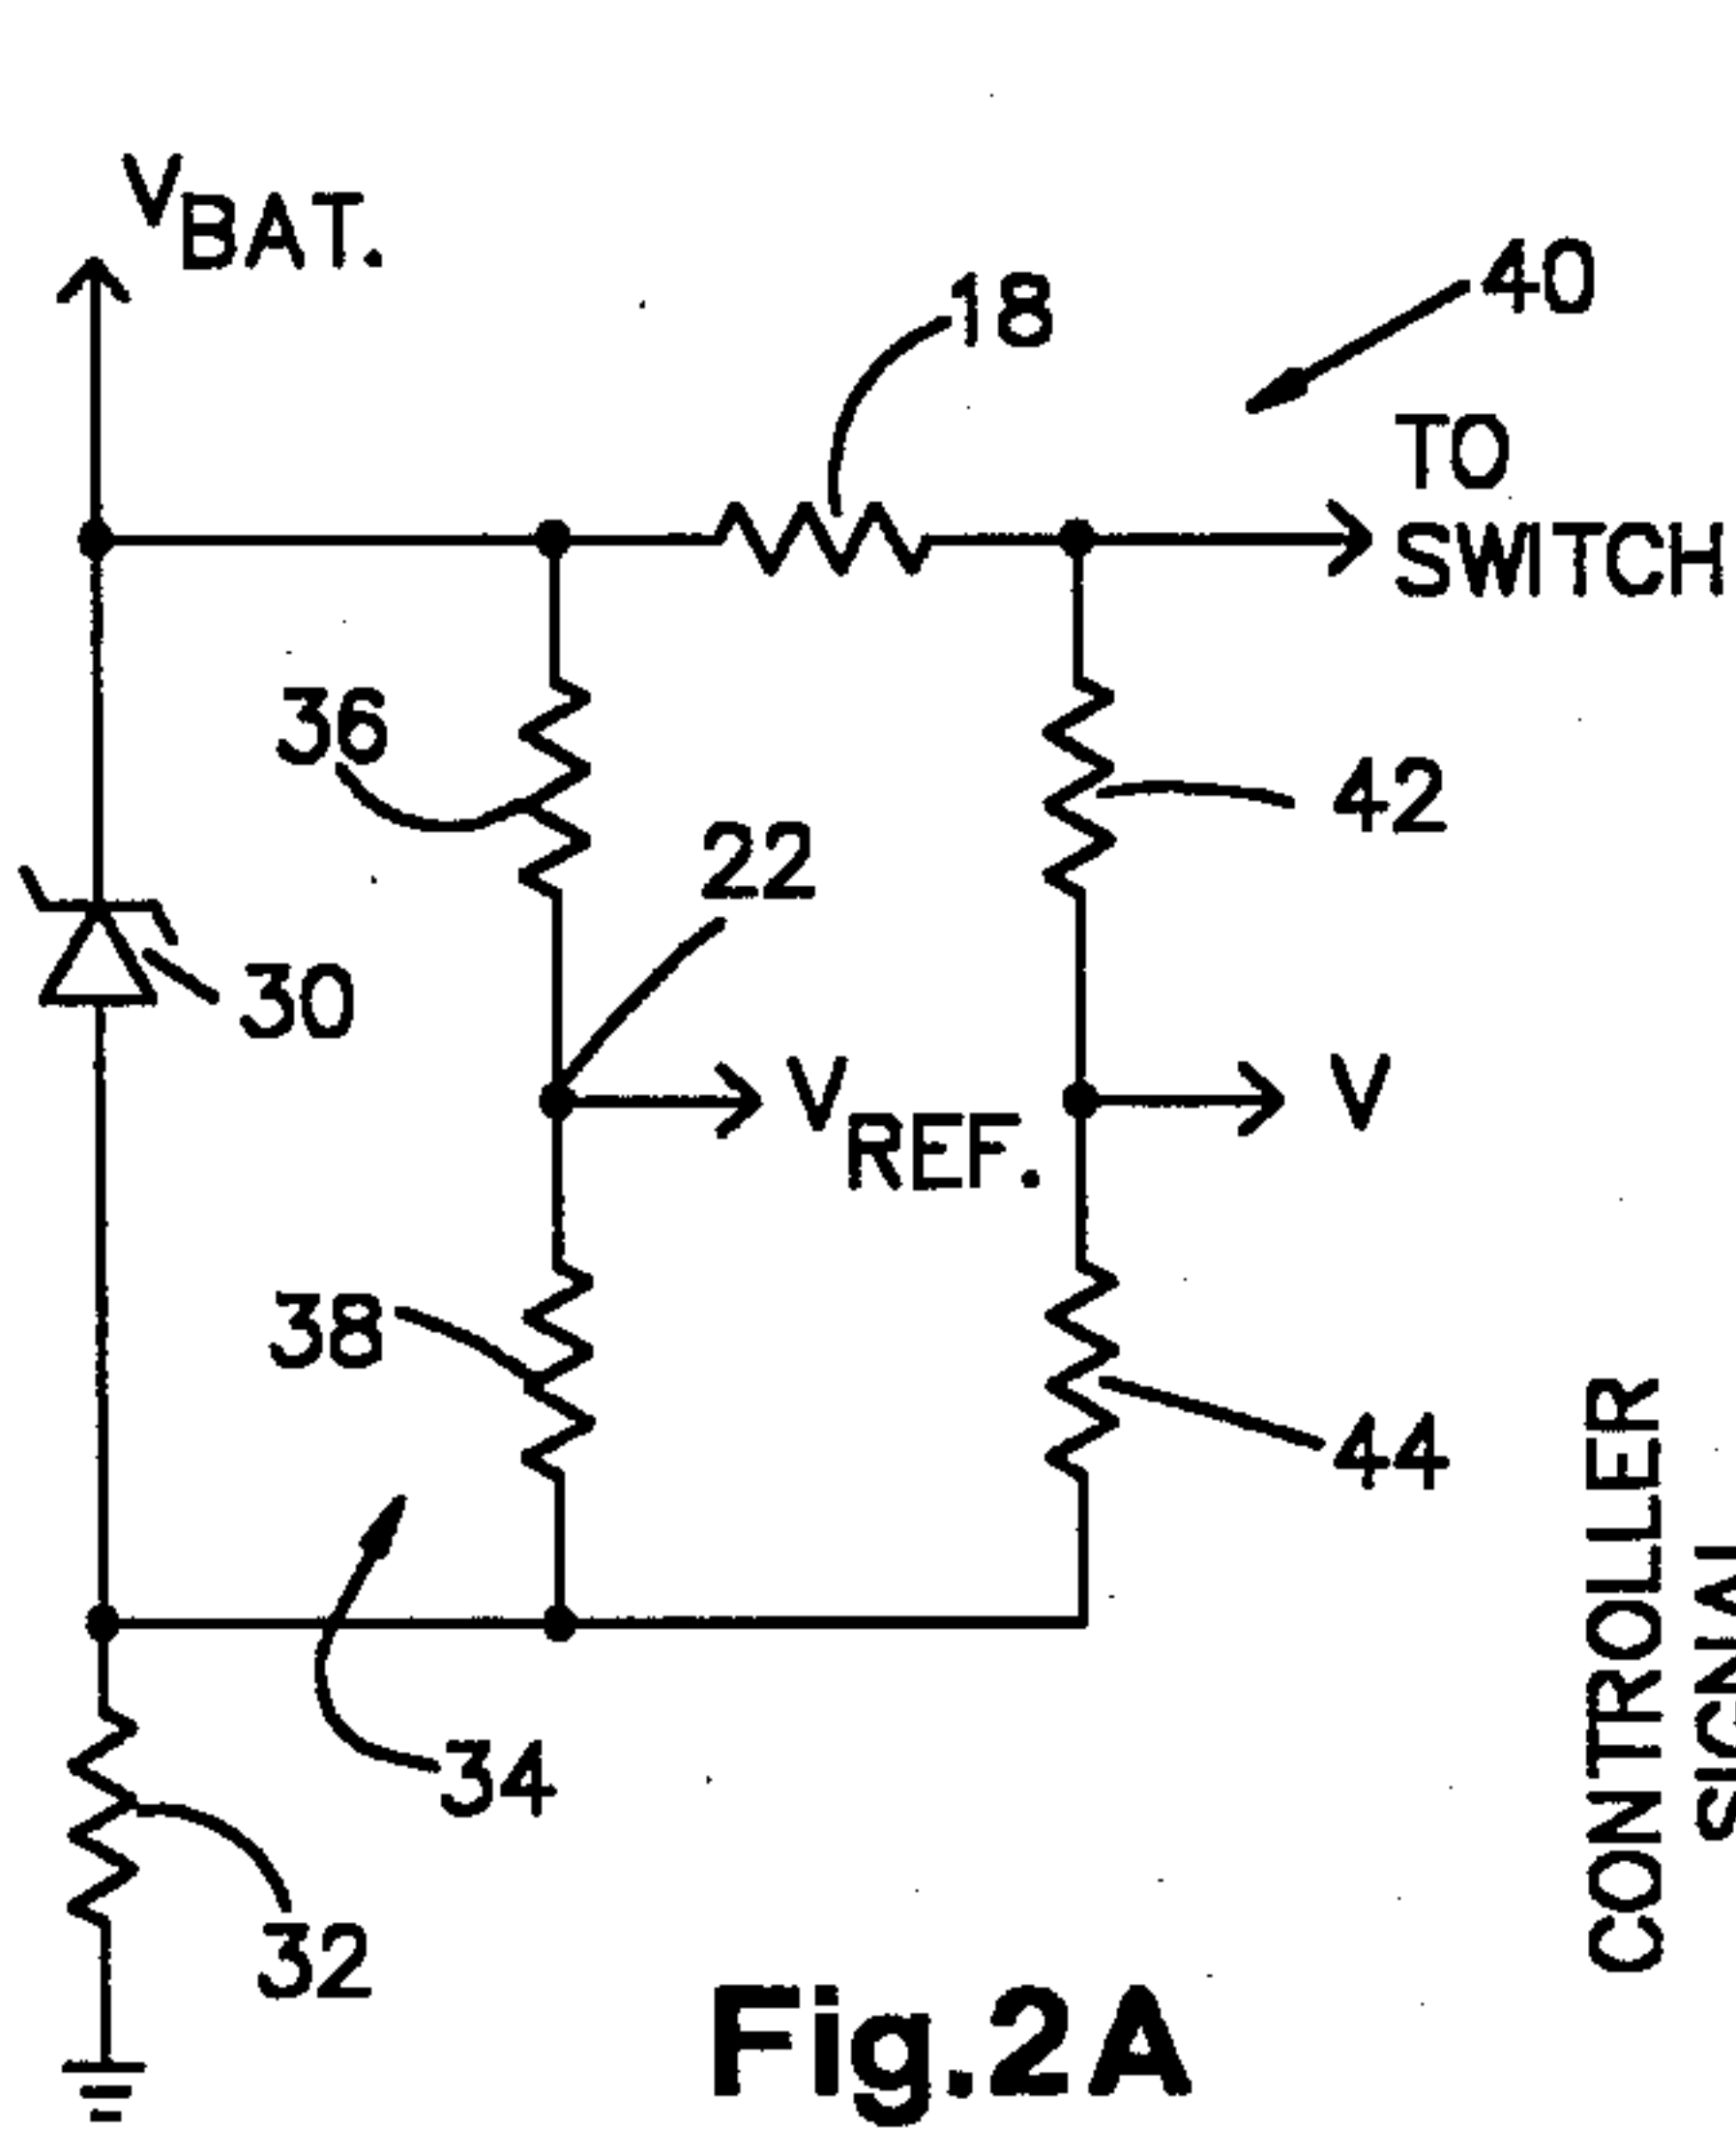 VBAT.
18
40
TO
SWITCH
36
42
22
30
VREF.
V
38
44
34
32
CONTROLLER
Fig.2A